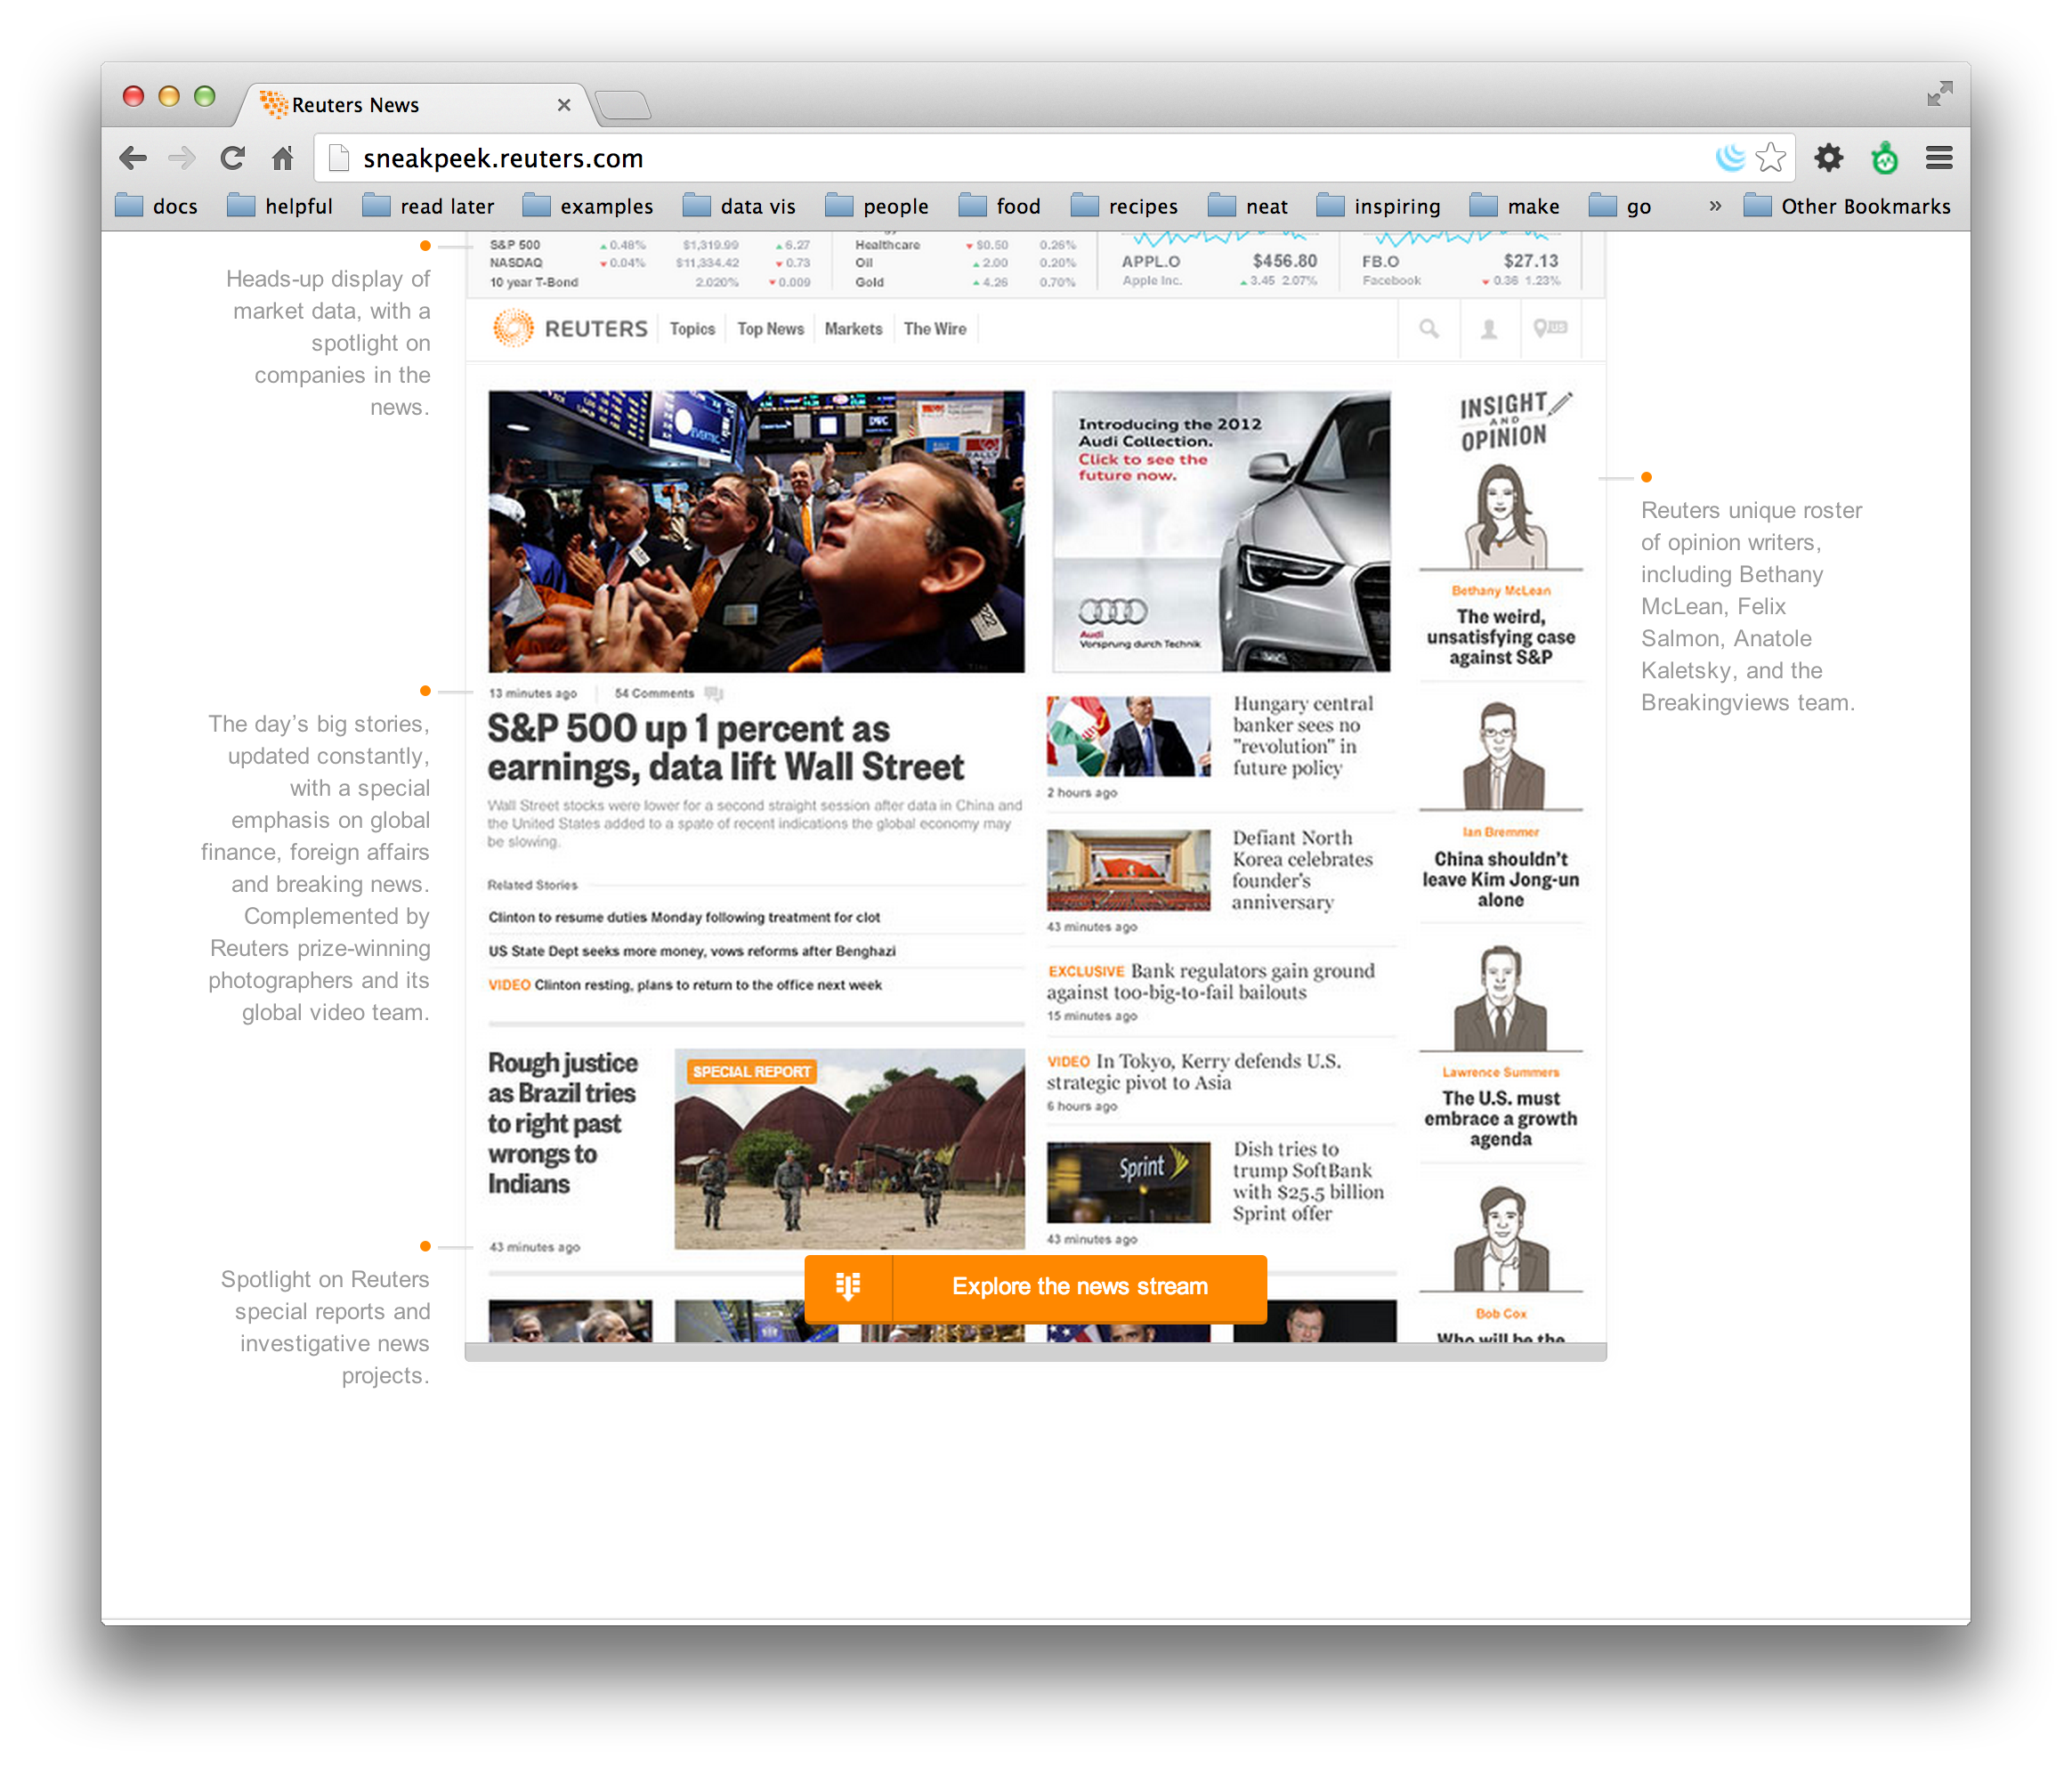 Reuters News
sneakpeek.reuters.com
docs helpful read later examples data vis people food recipes neat inspiring make go » Other Bookmarks
Heads-up display of
market data, with a
spotlight on
companies in the
news.
S&P 500 0.48% $1,319.99 6.27
NASDAQ 0.04% $11,334.42 0.73
10 year T-Bond 2.020% 0.009
Healthcare $0.50 0.26%
Oil 2.00 0.20%
Gold 4.26 0.70%
APPL.O $456.80
Apple Inc. 3.45 2.07%
FB.O $27.13
Facebook 0.36 1.23%
REUTERS Topics Top News Markets The Wire US
Introducing the 2012
Audi Collection.
Click to see the
future now.
Audi
Vorsprung durch Technik
INSIGHT
AND
OPINION
Bethany McLean
The weird,
unsatisfying case
against S&P
Reuters unique roster
of opinion writers,
including Bethany
McLean, Felix
Salmon, Anatole
Kaletsky, and the
Breakingviews team.
The day's big stories,
updated constantly,
with a special
emphasis on global
finance, foreign affairs
and breaking news.
Complemented by
Reuters prize-winning
photographers and its
global video team.
13 minutes ago 54 Comments
S&P 500 up 1 percent as
earnings, data lift Wall Street
Wall Street stocks were lower for a second straight session after data in China and
the United States added to a spate of recent indications the global economy may
be slowing.
Related Stories
Clinton to resume duties Monday following treatment for clot
US State Dept seeks more money, vows reforms after Benghazi
VIDEO Clinton resting, plans to return to the office next week
Hungary central
banker sees no
"revolution" in
future policy
2 hours ago
Defiant North
Korea celebrates
founder's
anniversary
43 minutes ago
EXCLUSIVE Bank regulators gain ground
against too-big-to-fail bailouts
15 minutes ago
VIDEO In Tokyo, Kerry defends U.S.
strategic pivot to Asia
6 hours ago
Sprint
Dish tries to
trump SoftBank
with $25.5 billion
Sprint offer
43 minutes ago
Ian Bremmer
China shouldn't
leave Kim Jong-un
alone
Lawrence Summers
The U.S. must
embrace a growth
agenda
Bob Cox
Who will be the
Rough justice
as Brazil tries
to right past
wrongs to
Indians
43 minutes ago
SPECIAL REPORT
Spotlight on Reuters
special reports and
investigative news
projects.
Explore the news stream